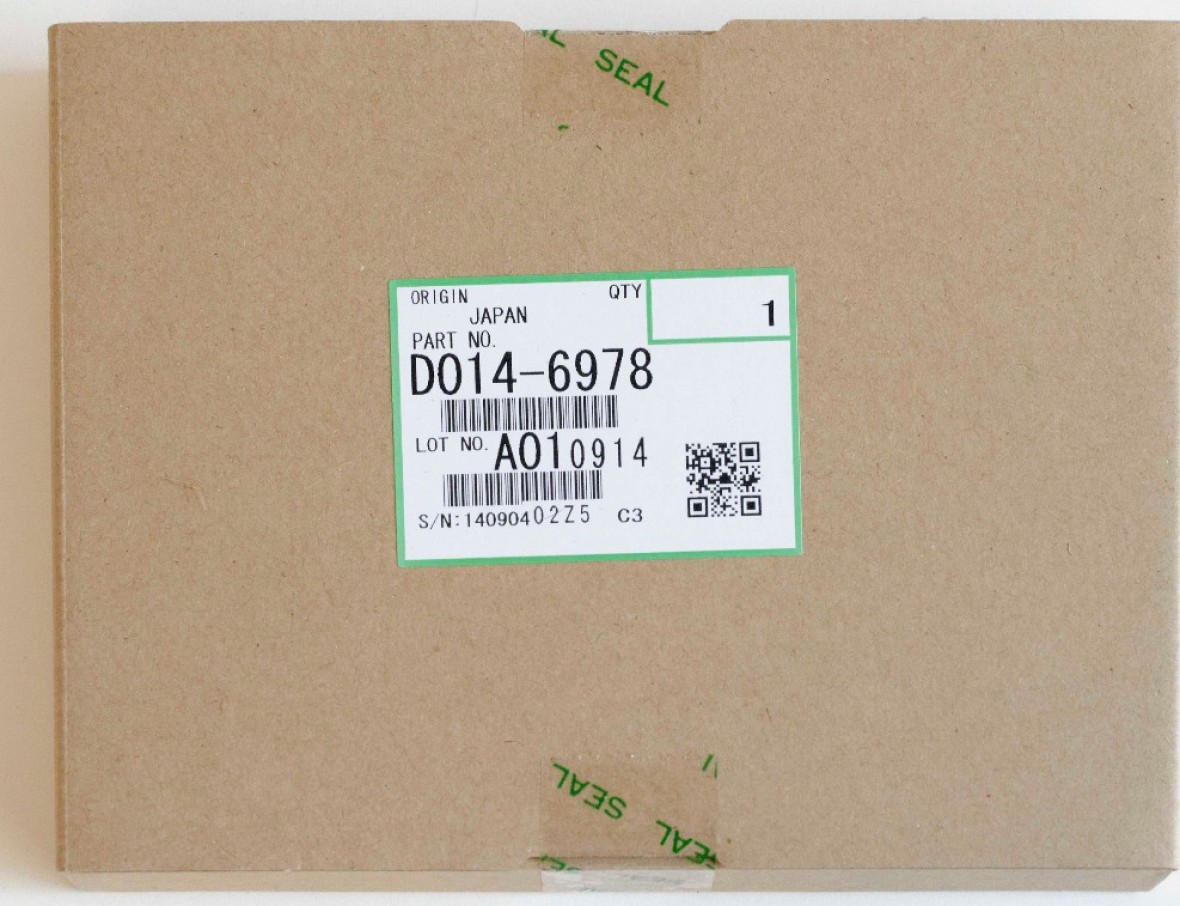 SEAL
ORIGIN QTY
JAPAN 1
PART NO.
D014-6978
LOT NO. A010914
S/N:14090402Z5 C3
SEAL
SEAL